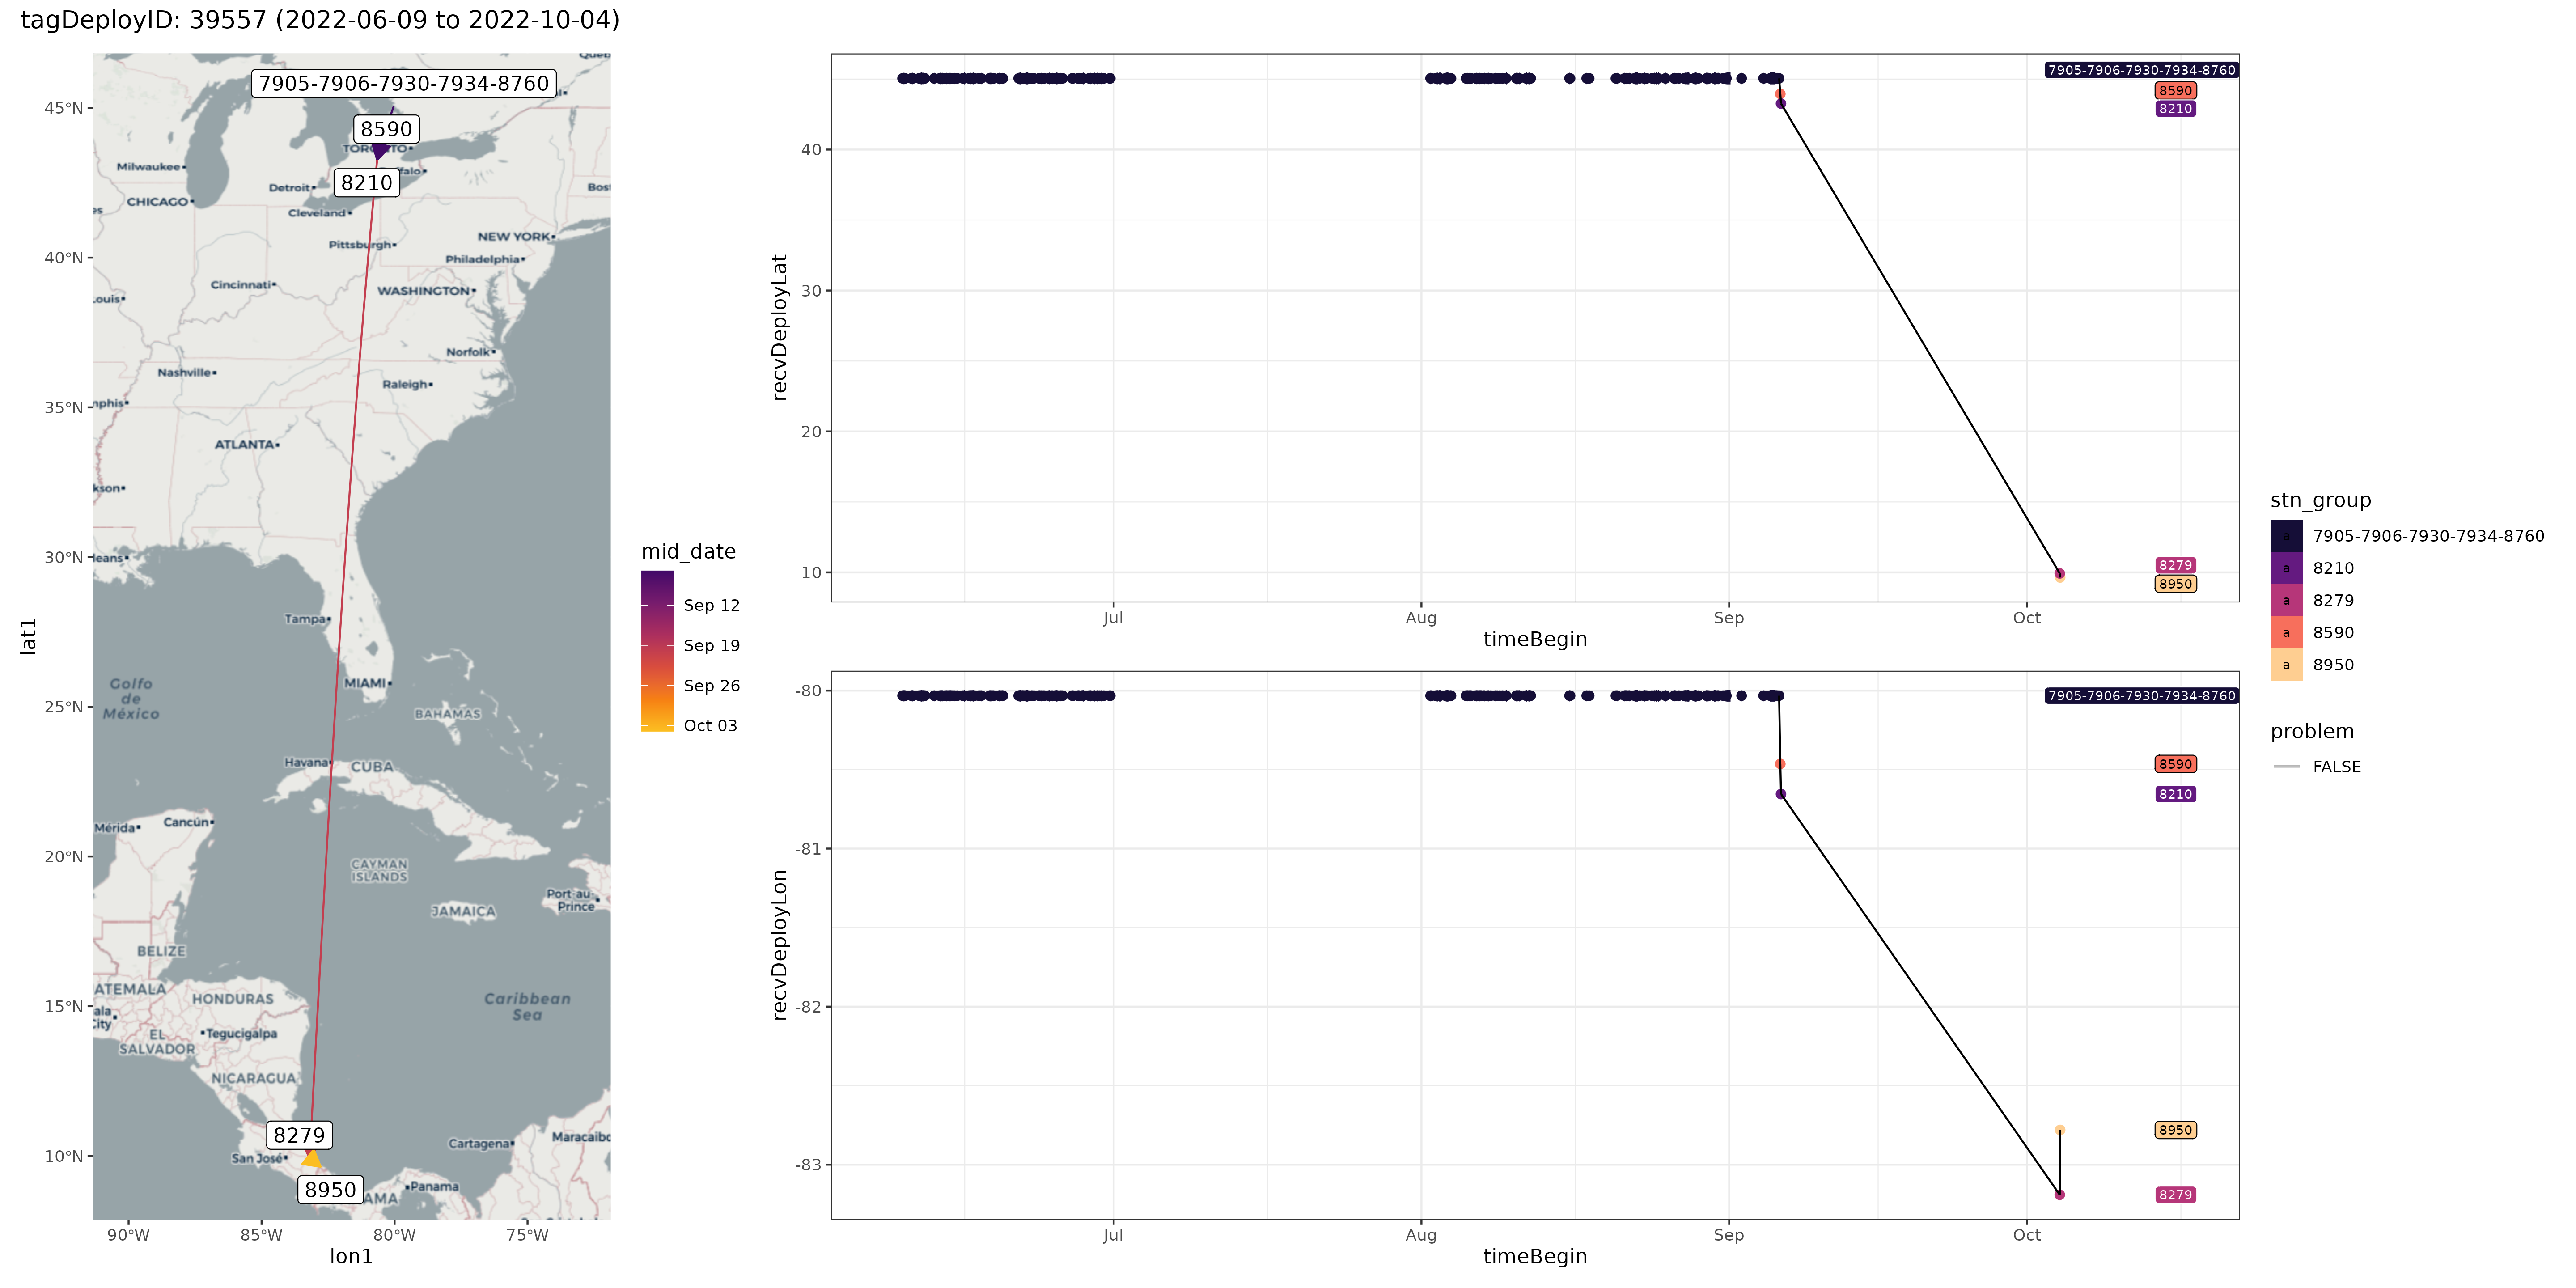 tagDeployID: 39557 (2022-06-09 to 2022-10-04)
lat1
45°N
40°N
35°N
30°N
25°N
20°N
15°N
10°N
7905-7906-7930-7934-8760
8590
8210
Milwaukee
CHICAGO
Detroit
Cleveland
Pittsburgh
NEW YORK
Philadelphia
Cincinnati
WASHINGTON
Norfolk
Nashville
Raleigh
ATLANTA
Tampa
MIAMI
Golfo
de
México
BAHAMAS
Havana
CUBA
Mérida
Cancún
CAYMAN
ISLANDS
JAMAICA
Port-au-
Prince
BELIZE
HONDURAS
Caribbean
Sea
EL
SALVADOR
Tegucigalpa
NICARAGUA
8279
San José
Cartagena
8950
Panama
90°W
85°W
80°W
75°W
lon1
mid_date
Sep 12
Sep 19
Sep 26
Oct 03
recvDeployLat
40
30
20
10
7905-7906-7930-7934-8760
8590
8210
8279
8950
Jul
Aug
Sep
Oct
timeBegin
recvDeployLon
-80
-81
-82
-83
7905-7906-7930-7934-8760
8590
8210
8950
8279
Jul
Aug
Sep
Oct
timeBegin
stn_group
a 7905-7906-7930-7934-8760
a 8210
a 8279
a 8590
a 8950
problem
FALSE